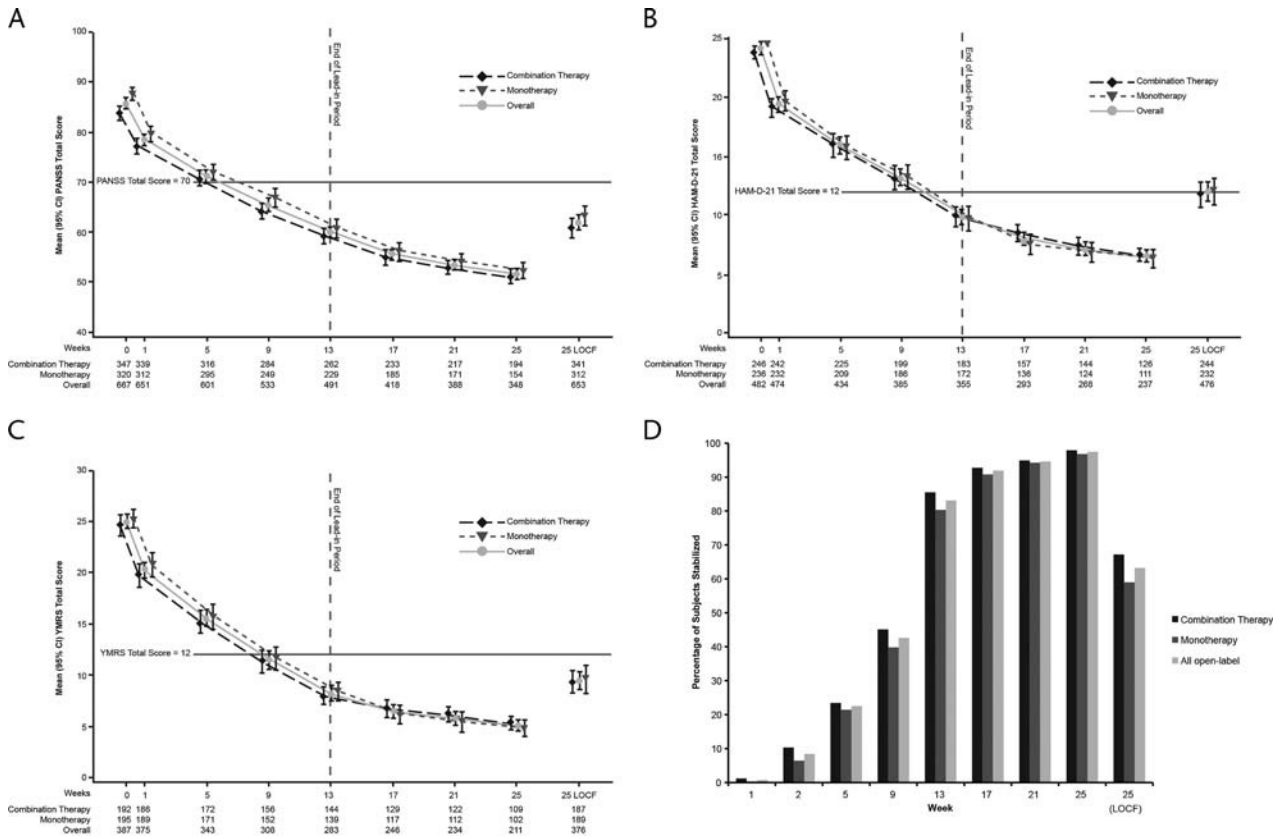 A
Mean (95% CI) PANSS Total Score
100
90
80
70
60
50
40
PANSS Total Score = 70
End of Lead-in Period
Combination Therapy
Monotherapy
Overall
Weeks 0 1 5 9 13 17 21 25 25 LOCF
Combination Therapy 347 339 316 284 262 233 217 194 341
Monotherapy 320 312 295 249 229 185 171 154 312
Overall 667 651 601 533 491 418 388 348 653
B
Mean (95% CI) HAM-D-21 Total Score
25
20
15
10
5
0
HAM-D-21 Total Score = 12
End of Lead-in Period
Combination Therapy
Monotherapy
Overall
Weeks 0 1 5 9 13 17 21 25 25 LOCF
Combination Therapy 246 242 225 199 183 157 144 126 244
Monotherapy 236 232 209 186 172 136 124 111 232
Overall 482 474 434 385 355 293 268 237 476
C
Mean (95% CI) YMRS Total Score
30
25
20
15
10
5
0
YMRS Total Score = 12
End of Lead-in Period
Combination Therapy
Monotherapy
Overall
Weeks 0 1 5 9 13 17 21 25 25 LOCF
Combination Therapy 192 186 172 156 144 129 122 109 187
Monotherapy 195 189 171 152 139 117 112 102 189
Overall 387 375 343 308 283 246 234 211 376
D
Percentage of Subjects Stabilized
100
90
80
70
60
50
40
30
20
10
0
1 2 5 9 13 17 21 25 25
(LOCF)
Week
Combination Therapy
Monotherapy
All open-label